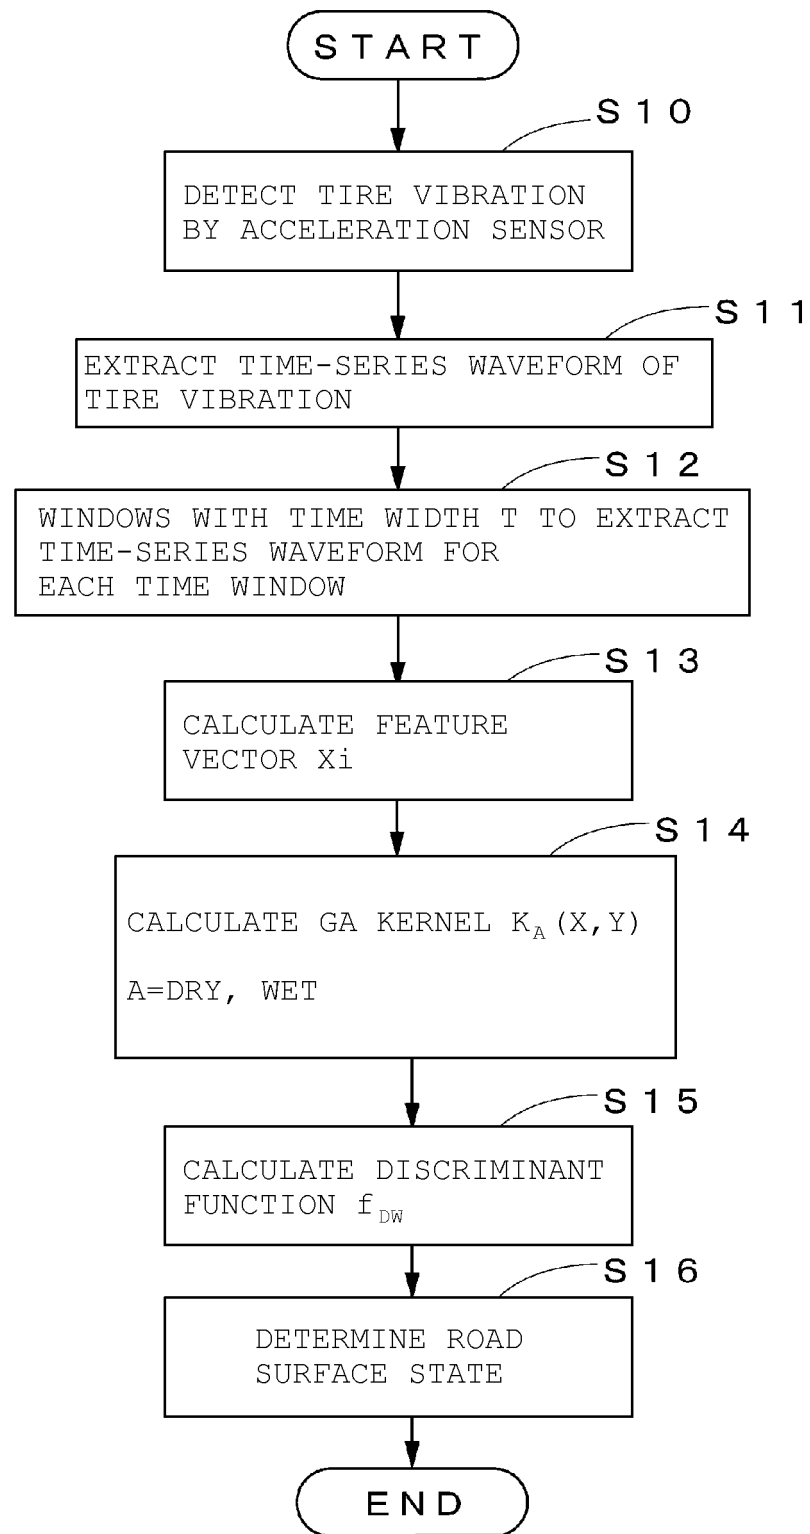 START
S10
DETECT TIRE VIBRATION
BY ACCELERATION SENSOR
S11
EXTRACT TIME-SERIES WAVEFORM OF
TIRE VIBRATION
S12
WINDOWS WITH TIME WIDTH T TO EXTRACT
TIME-SERIES WAVEFORM FOR
EACH TIME WINDOW
S13
CALCULATE FEATURE
VECTOR Xi
S14
CALCULATE GA KERNEL K_A(X,Y)
A=DRY, WET
S15
CALCULATE DISCRIMINANT
FUNCTION f_DW
S16
DETERMINE ROAD
SURFACE STATE
END